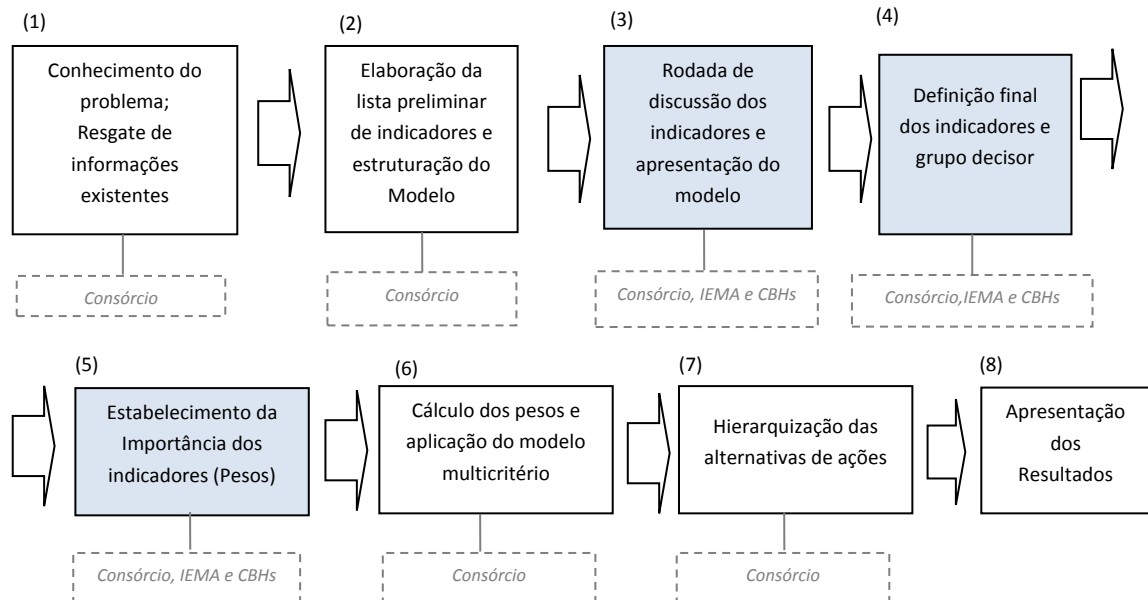 (1)
Conhecimento do
problema;
Resgate de
informações
existentes
Consórcio
(2)
Elaboração da
lista preliminar
de indicadores e
estruturação do
Modelo
Consórcio
(3)
Rodada de
discussão dos
indicadores e
apresentação do
modelo
Consórcio, IEMA e CBHs
(4)
Definição final
dos indicadores e
grupo decisor
Consórcio,IEMA e CBHs
(5)
Estabelecimento da
Importância dos
indicadores (Pesos)
Consórcio, IEMA e CBHs
(6)
Cálculo dos pesos e
aplicação do modelo
multicritério
Consórcio
(7)
Hierarquização das
alternativas de ações
Consórcio
(8)
Apresentação
dos
Resultados